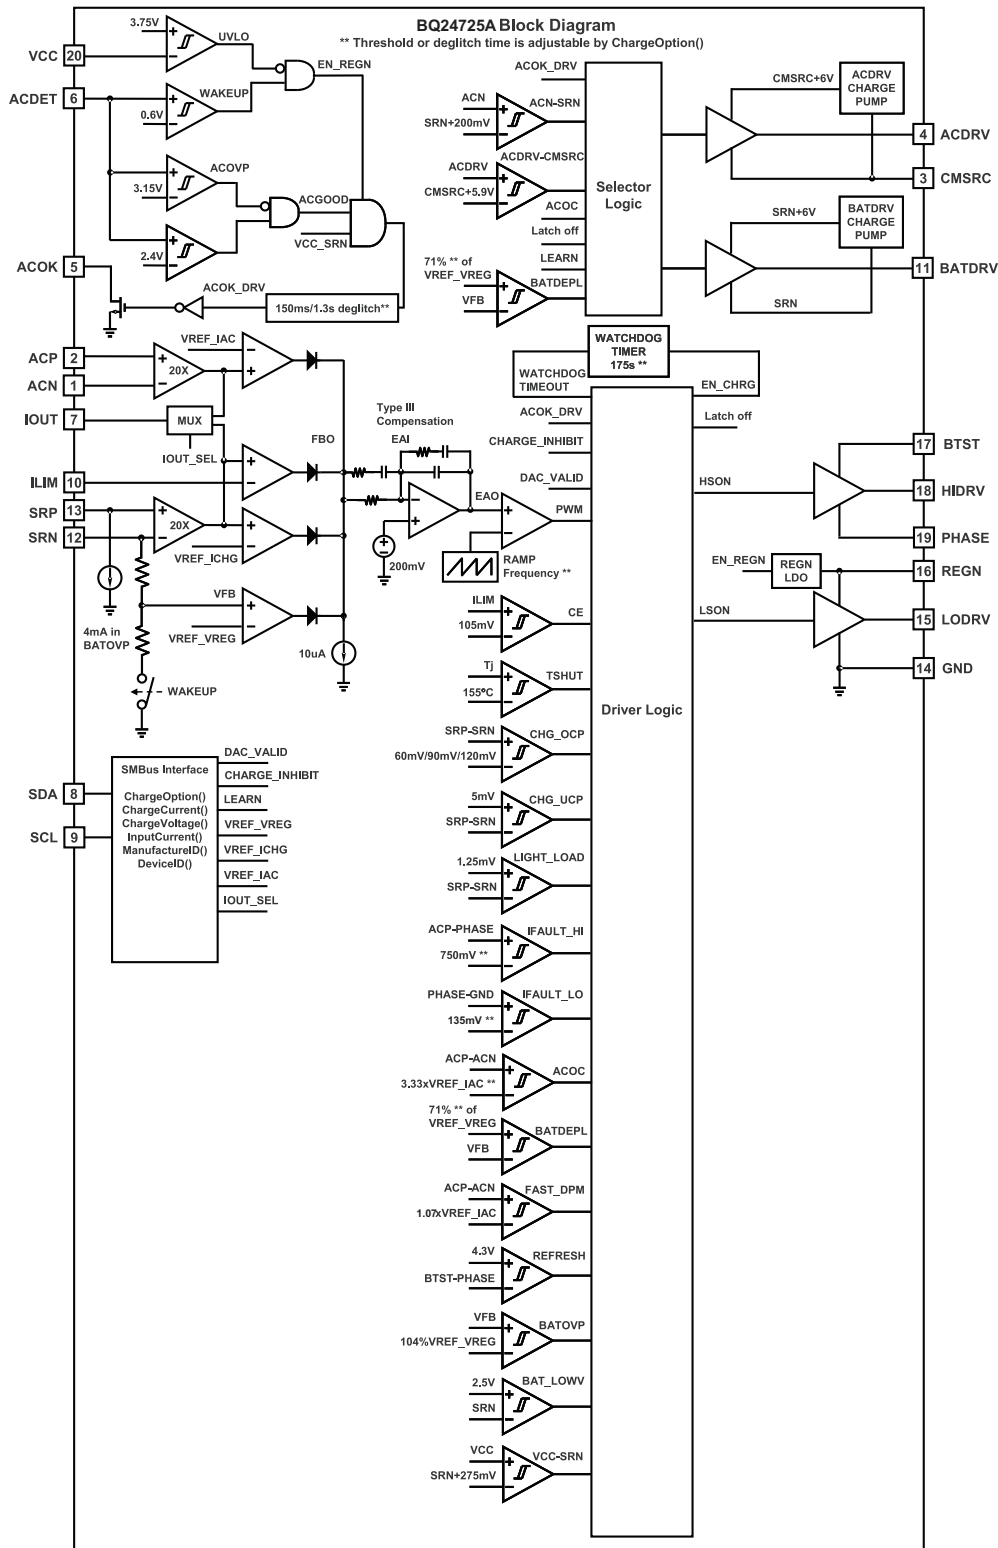 BQ24725A Block Diagram
** Threshold or deglitch time is adjustable by ChargeOption()
VCC 20
3.75V
+
−
UVLO
EN_REGN
ACDET 6
+
−
WAKEUP
0.6V
+
−
ACOVP
3.15V
ACGOOD
+
−
2.4V
VCC_SRN
ACOK 5
ACOK_DRV
150ms/1.3s deglitch**
ACOK_DRV
ACN
+
ACN-SRN
SRN+200mV
−
ACDRV
+
ACDRV-CMSRC
CMSRC+5.9V
−
ACOC
Latch off
LEARN
71% ** of
VREF_VREG
+
BATDEPL
VFB
−
Selector
Logic
CMSRC+6V
ACDRV
CHARGE
PUMP
4 ACDRV
3 CMSRC
SRN+6V
BATDRV
CHARGE
PUMP
11 BATDRV
SRN
ACP 2
+
ACN 1
−
20X
VREF_IAC
−
+
IOUT 7
MUX
IOUT_SEL
ILIM 10
+
−
SRP 13
+
SRN 12
−
20X
+
−
VREF_ICHG
VFB
+
−
VREF_VREG
4mA in
BATOVP
WAKEUP
FBO
10uA
Type III
Compensation
EAI
−
+
EAO
200mV
+
−
PWM
RAMP
Frequency **
WATCHDOG
TIMER
175s **
WATCHDOG
TIMEOUT
EN_CHRG
ACOK_DRV
Latch off
CHARGE_INHIBIT
DAC_VALID
Driver Logic
HSON
17 BTST
18 HIDRV
19 PHASE
EN_REGN
REGN
LDO
16 REGN
LSON
15 LODRV
14 GND
ILIM
+
CE
105mV
−
Tj
+
TSHUT
155ºC
−
SRP-SRN
+
CHG_OCP
60mV/90mV/120mV
−
5mV
+
CHG_UCP
SRP-SRN
−
1.25mV
+
LIGHT_LOAD
SRP-SRN
−
ACP-PHASE
+
IFAULT_HI
750mV **
−
PHASE-GND
+
IFAULT_LO
135mV **
−
ACP-ACN
+
ACOC
3.33xVREF_IAC **
−
71% ** of
VREF_VREG
+
BATDEPL
VFB
−
ACP-ACN
+
FAST_DPM
1.07xVREF_IAC
−
4.3V
+
REFRESH
BTST-PHASE
−
VFB
+
BATOVP
104%VREF_VREG
−
2.5V
+
BAT_LOWV
SRN
−
VCC
+
VCC-SRN
SRN+275mV
−
SDA 8
SCL 9
SMBus Interface
ChargeOption()
ChargeCurrent()
ChargeVoltage()
InputCurrent()
ManufactureID()
DeviceID()
DAC_VALID
CHARGE_INHIBIT
LEARN
VREF_VREG
VREF_ICHG
VREF_IAC
IOUT_SEL